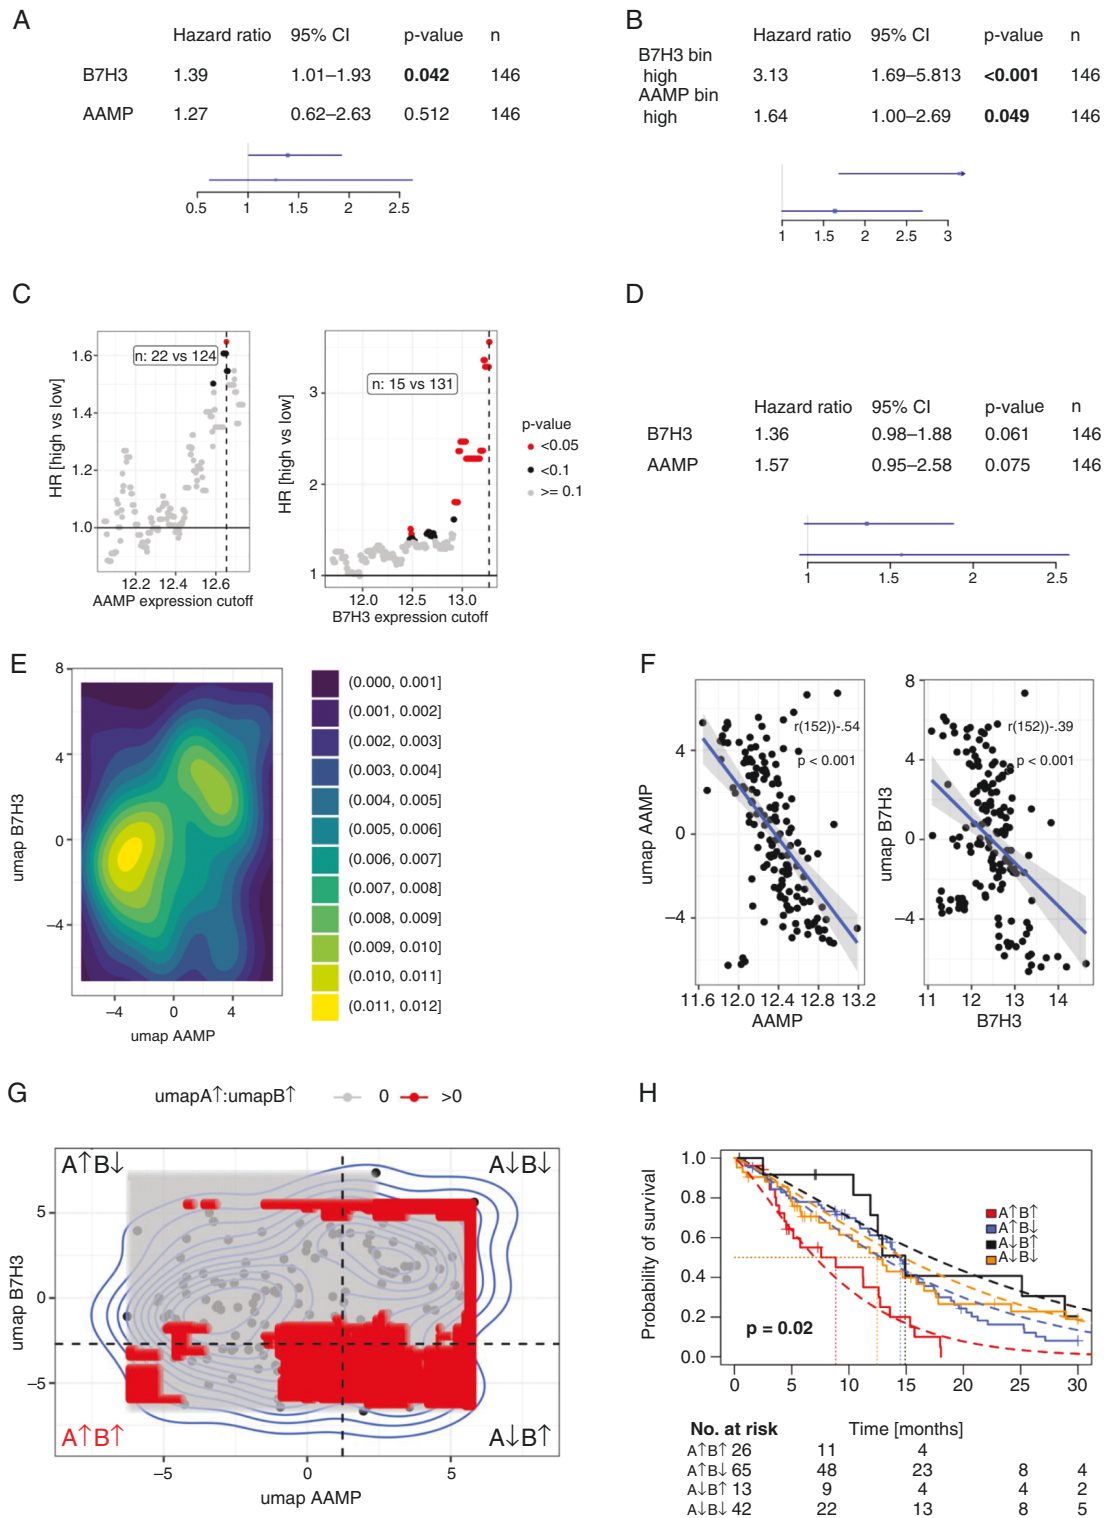 A
Hazard ratio 95% CI p-value n
B7H3 1.39 1.01–1.93 0.042 146
AAMP 1.27 0.62–2.63 0.512 146
0.5 1 1.5 2 2.5
B
Hazard ratio 95% CI p-value n
B7H3 bin
high 3.13 1.69–5.813 <0.001 146
AAMP bin
high 1.64 1.00–2.69 0.049 146
1 1.5 2 2.5 3
C
HR [high vs low]
1.6
1.4
1.2
1.0
n: 22 vs 124
12.2 12.4 12.6
AAMP expression cutoff
HR [high vs low]
3
2
1
n: 15 vs 131
12.0 12.5 13.0
B7H3 expression cutoff
p-value
<0.05
<0.1
>= 0.1
D
Hazard ratio 95% CI p-value n
B7H3 1.36 0.98–1.88 0.061 146
AAMP 1.57 0.95–2.58 0.075 146
1 1.5 2 2.5
E
umap B7H3
8
4
0
−4
−4 0 4
umap AAMP
(0.000, 0.001]
(0.001, 0.002]
(0.002, 0.003]
(0.003, 0.004]
(0.004, 0.005]
(0.005, 0.006]
(0.006, 0.007]
(0.007, 0.008]
(0.008, 0.009]
(0.009, 0.010]
(0.010, 0.011]
(0.011, 0.012]
F
umap AAMP
4
0
−4
r(152))-.54
p < 0.001
11.6 12.0 12.4 12.8 13.2
AAMP
umap B7H3
8
4
0
−4
r(152))-.39
p < 0.001
11 12 13 14
B7H3
G
umapA↑:umapB↑ 0 >0
A↑B↓ A↓B↓
umap B7H3
5
0
−5
A↑B↑ A↓B↑
−5 0 5
umap AAMP
H
Probability of survival
1.0
0.8
0.6
0.4
0.2
0.0
A↑B↑
A↑B↓
A↓B↑
A↓B↓
p = 0.02
0 5 10 15 20 25 30
No. at risk Time [months]
A↑B↑ 26 11 4
A↑B↓ 65 48 23 8 4
A↓B↑ 13 9 4 4 2
A↓B↓ 42 22 13 8 5